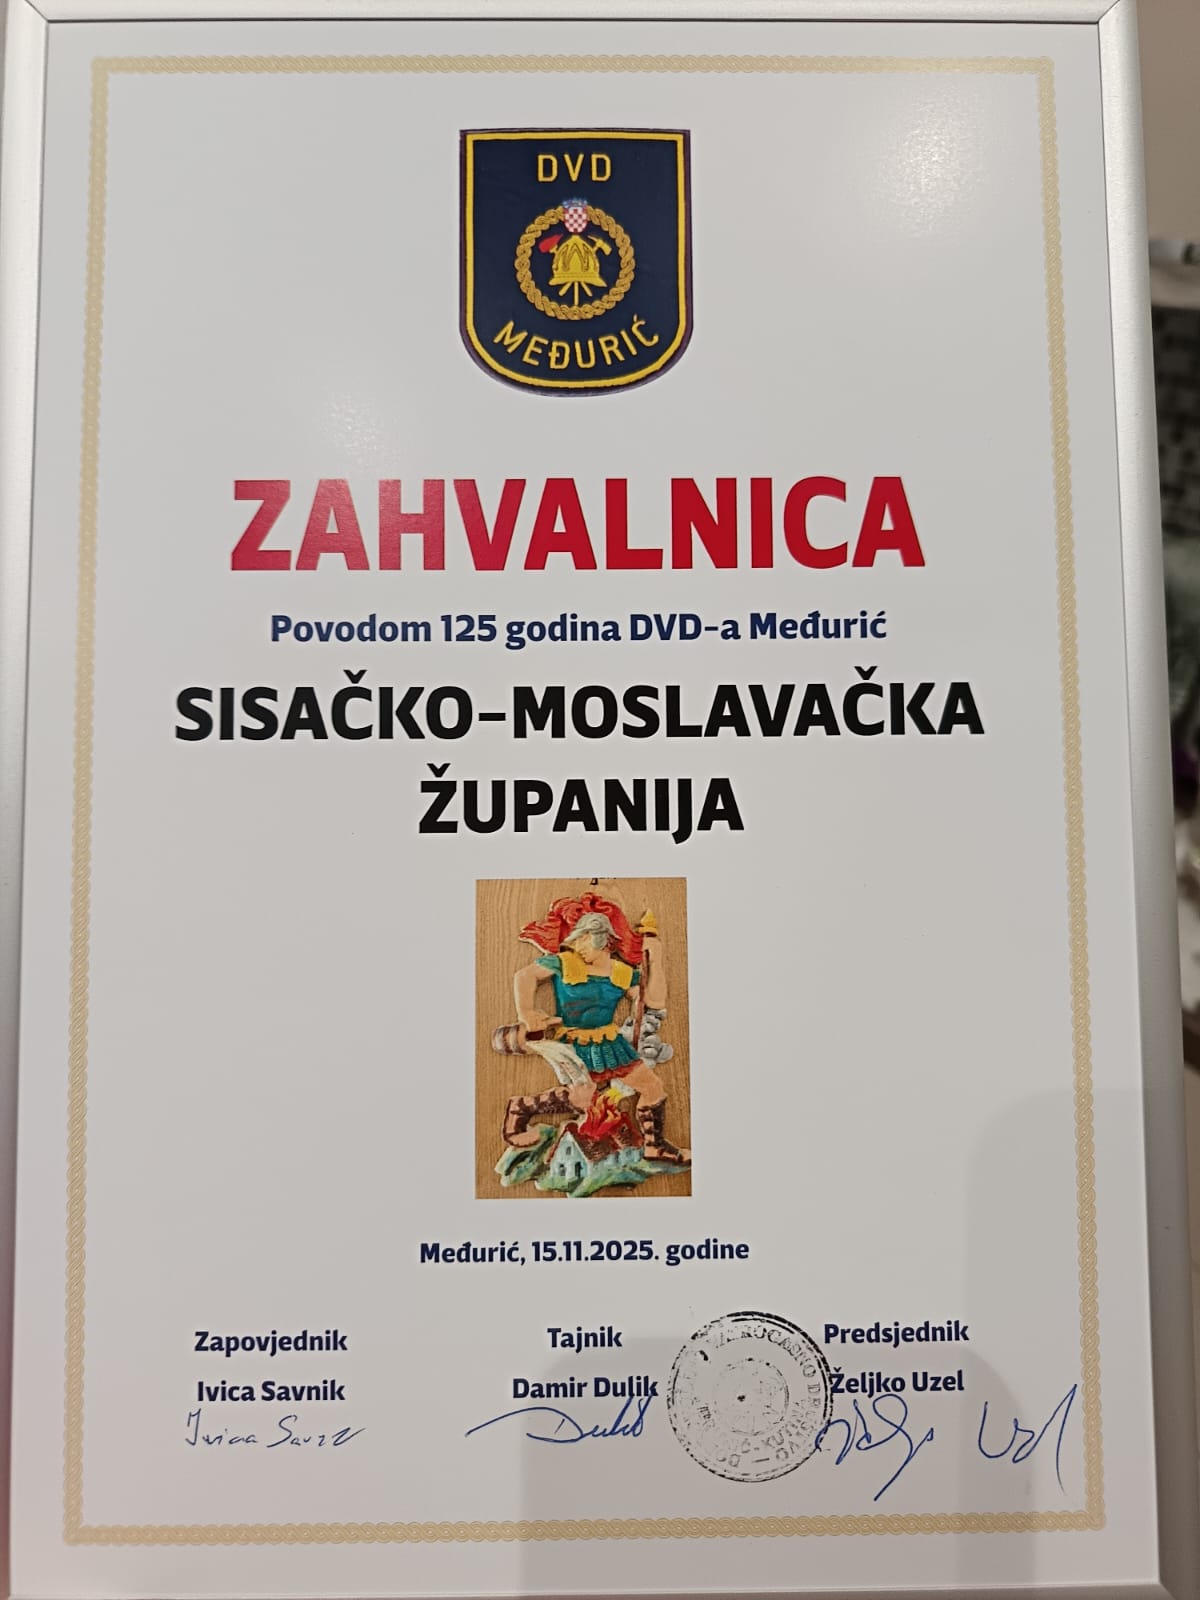 DVD
MEĐURIĆ
ZAHVALNICA
Povodom 125 godina DVD-a Međurić
SISAČKO-MOSLAVAČKA
ŽUPANIJA
Međurić, 15.11.2025. godine
Zapovjednik
Tajnik
Predsjednik
Ivica Savnik
Damir Dulik
Željko Uzel